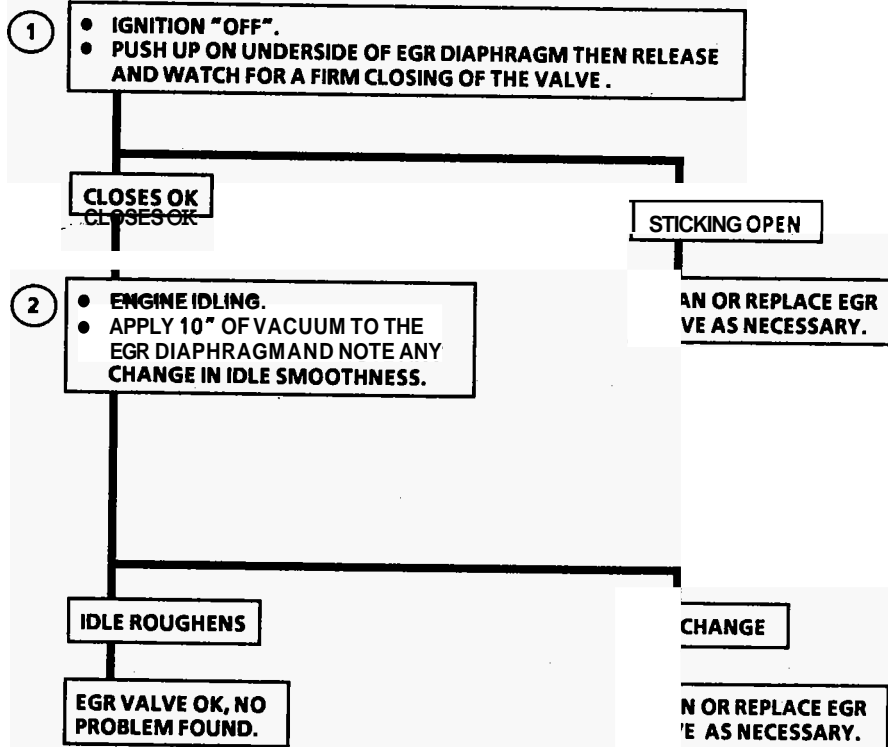 1
● IGNITION "OFF".
● PUSH UP ON UNDERSIDE OF EGR DIAPHRAGM THEN RELEASE
AND WATCH FOR A FIRM CLOSING OF THE VALVE .
CLOSES OK
CLOSES OK
STICKING OPEN
2
● ENGINE IDLING.
● APPLY 10" OF VACUUM TO THE
EGR DIAPHRAGM AND NOTE ANY
CHANGE IN IDLE SMOOTHNESS.
AN OR REPLACE EGR
VE AS NECESSARY.
IDLE ROUGHENS
CHANGE
EGR VALVE OK, NO
PROBLEM FOUND.
N OR REPLACE EGR
E AS NECESSARY.